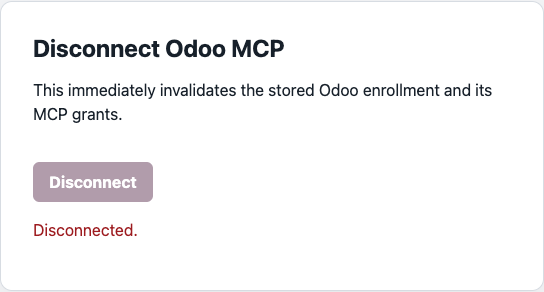 Disconnect Odoo MCP
This immediately invalidates the stored Odoo enrollment and its
MCP grants.
Disconnect
Disconnected.